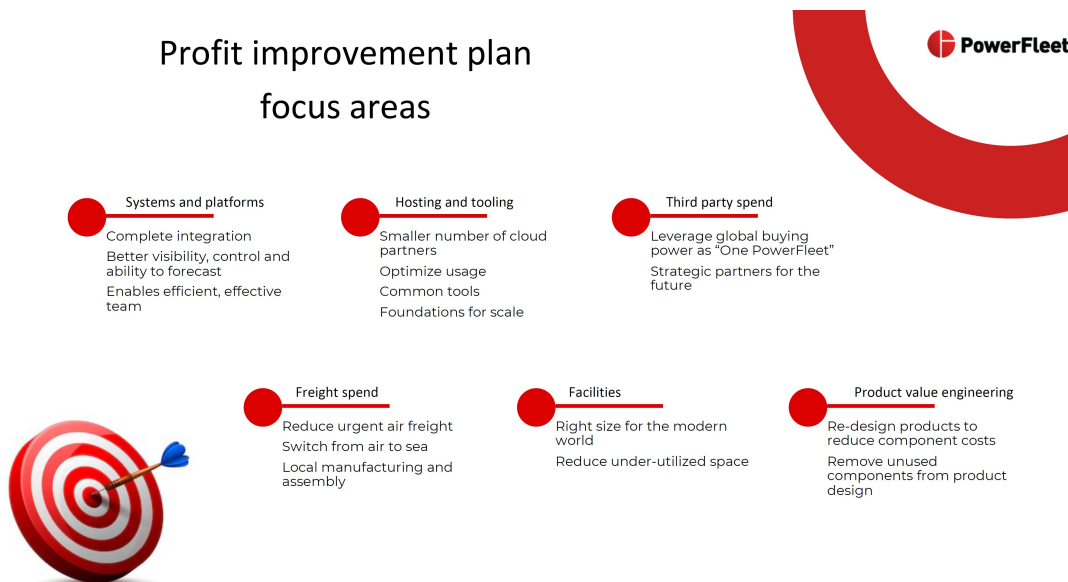 Profit improvement plan
focus areas
PowerFleet
Systems and platforms
Complete integration
Better visibility, control and
ability to forecast
Enables efficient, effective
team
Hosting and tooling
Smaller number of cloud
partners
Optimize usage
Common tools
Foundations for scale
Third party spend
Leverage global buying
power as “One PowerFleet”
Strategic partners for the
future
Freight spend
Reduce urgent air freight
Switch from air to sea
Local manufacturing and
assembly
Facilities
Right size for the modern
world
Reduce under-utilized space
Product value engineering
Re-design products to
reduce component costs
Remove unused
components from product
design